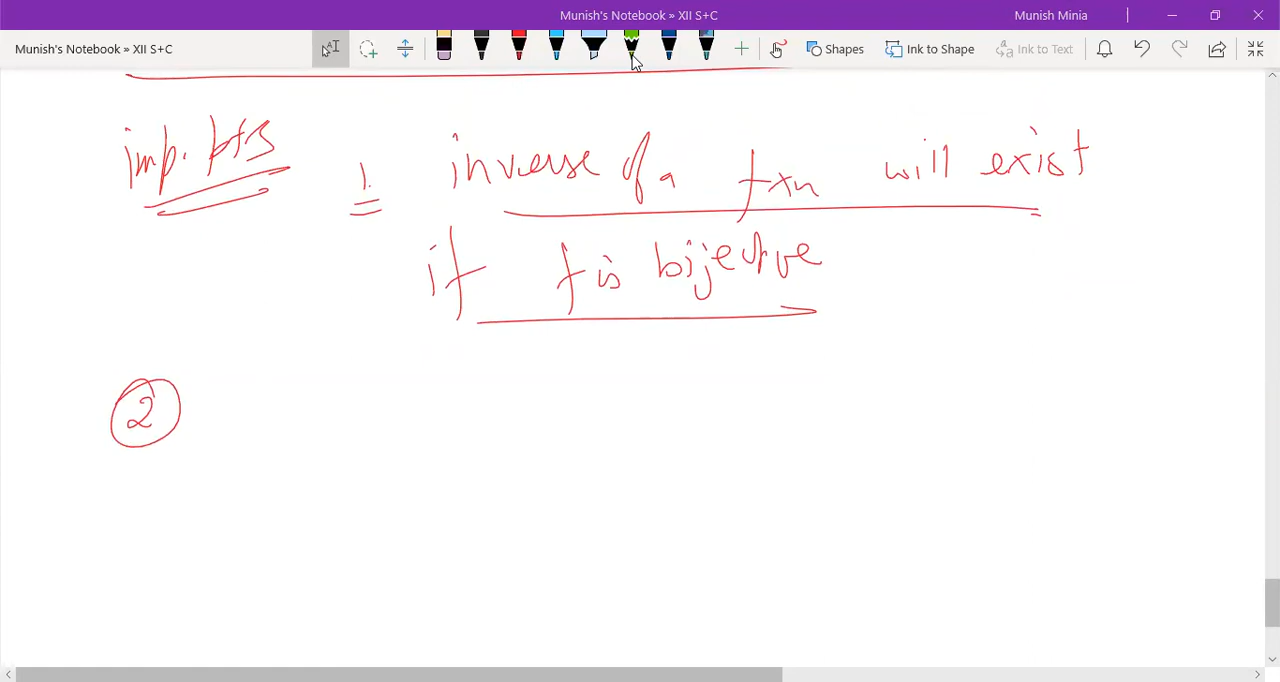 Munish's Notebook » XII S+C
Munish Minia
Munish's Notebook » XII S+C
Shapes
Ink to Shape
Ink to Text
imp. pts
1. inverse of a fxn will exist
if f is bijective
2